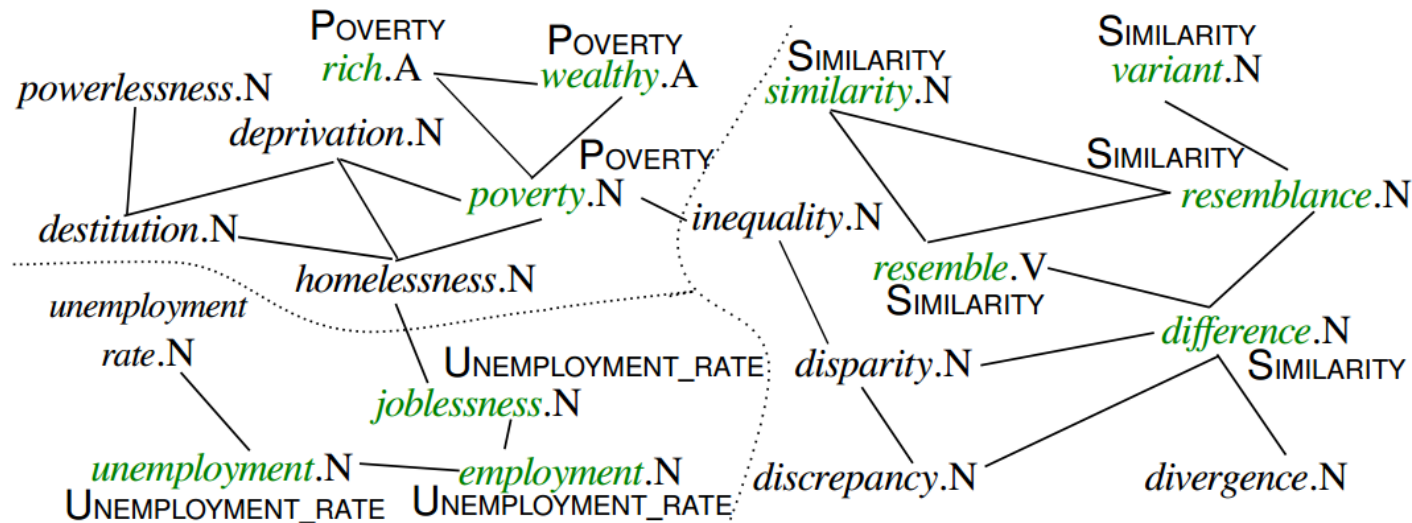 POVERTY
rich.A
POVERTY
wealthy.A
powerlessness.N
deprivation.N
POVERTY
poverty.N
destitution.N
homelessness.N
inequality.N
SIMILARITY
similarity.N
SIMILARITY
variant.N
SIMILARITY
resemblance.N
resemble.V
SIMILARITY
difference.N
SIMILARITY
disparity.N
discrepancy.N
divergence.N
unemployment
rate.N
UNEMPLOYMENT_RATE
joblessness.N
unemployment.N
UNEMPLOYMENT_RATE
employment.N
UNEMPLOYMENT_RATE